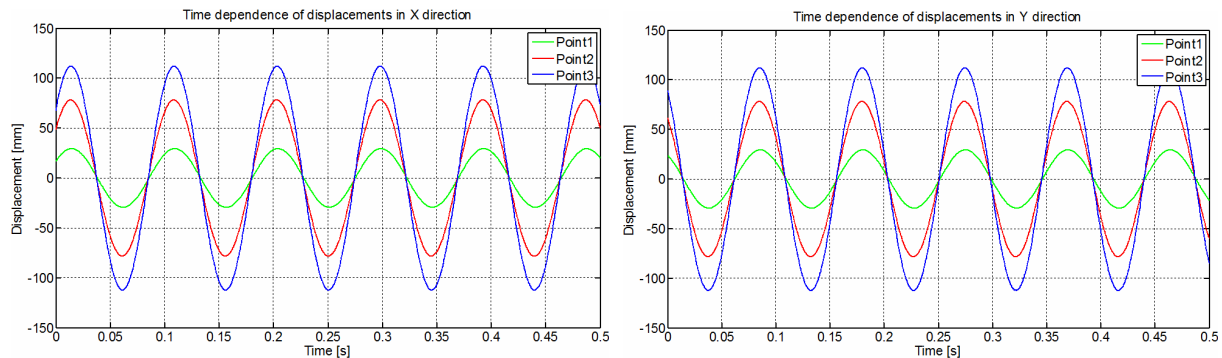 Time dependence of displacements in X direction
150
100
50
0
-50
-100
-150
Displacement [mm]
Point1
Point2
Point3
0 0.05 0.1 0.15 0.2 0.25 0.3 0.35 0.4 0.45 0.5
Time [s]
Time dependence of displacements in Y direction
150
100
50
0
-50
-100
-150
Displacement [mm]
Point1
Point2
Point3
0 0.05 0.1 0.15 0.2 0.25 0.3 0.35 0.4 0.45 0.5
Time [s]